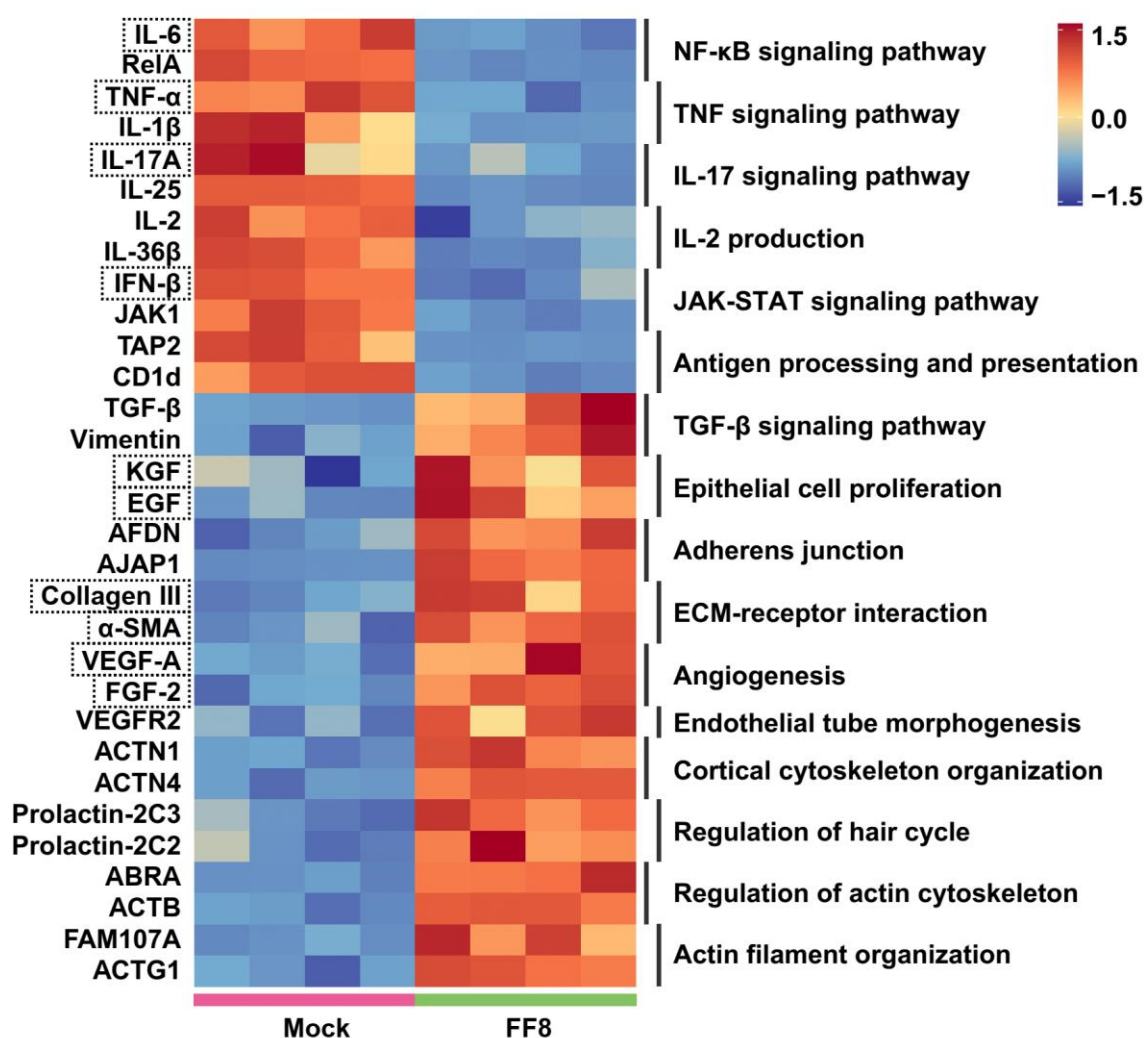 IL-6
RelA
TNF-α
IL-1β
IL-17A
IL-25
IL-2
IL-36β
IFN-β
JAK1
TAP2
CD1d
TGF-β
Vimentin
KGF
EGF
AFDN
AJAP1
Collagen III
α-SMA
VEGF-A
FGF-2
VEGFR2
ACTN1
ACTN4
Prolactin-2C3
Prolactin-2C2
ABRA
ACTB
FAM107A
ACTG1
NF-κB signaling pathway
TNF signaling pathway
IL-17 signaling pathway
IL-2 production
JAK-STAT signaling pathway
Antigen processing and presentation
TGF-β signaling pathway
Epithelial cell proliferation
Adherens junction
ECM-receptor interaction
Angiogenesis
Endothelial tube morphogenesis
Cortical cytoskeleton organization
Regulation of hair cycle
Regulation of actin cytoskeleton
Actin filament organization
1.5
0.0
−1.5
Mock
FF8